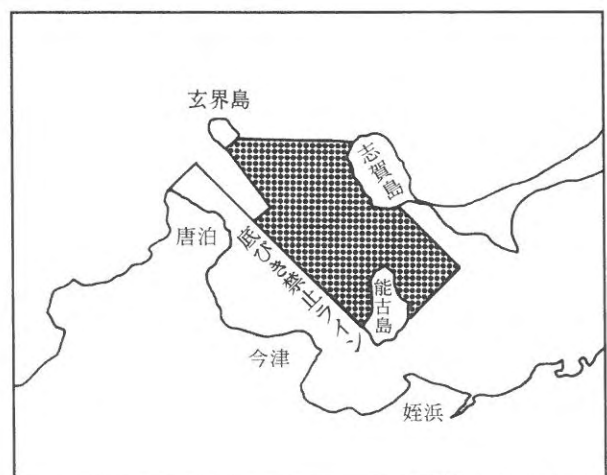 玄界島
志賀島
唐泊
底びき禁止ライン
能古島
今津
姪浜